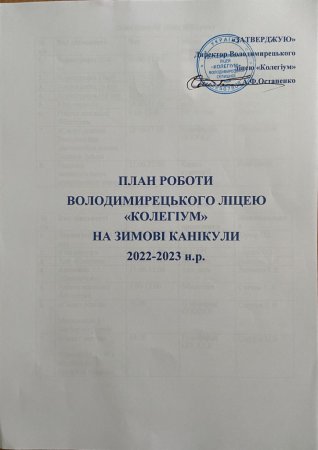 «ЗАТВЕРДЖУЮ»
Директор Володимирецького
ліцею «Колегіум»
А.Ф.Остапенко
ПЛАН РОБОТИ
ВОЛОДИМИРЕЦЬКОГО ЛІЦЕЮ
«КОЛЕГІУМ»
НА ЗИМОВІ КАНІКУЛИ
2022-2023 н.р.